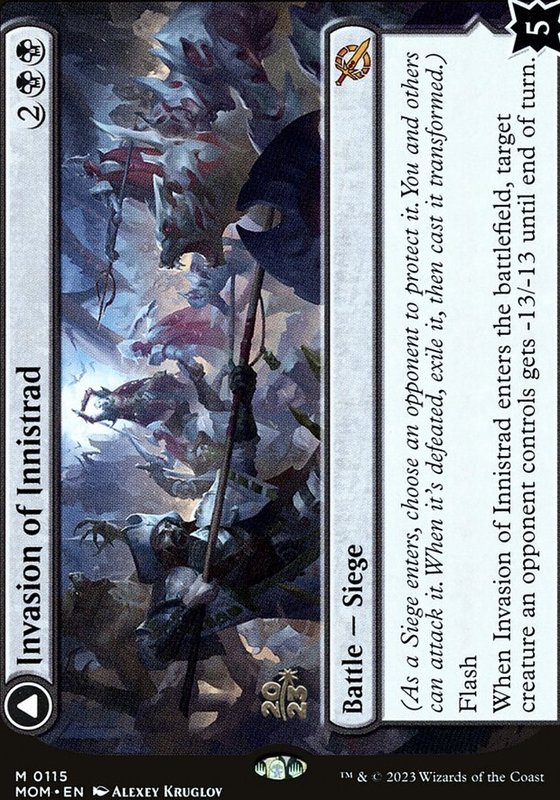 Invasion of Innistrad 2
2023
Battle — Siege
(As a Siege enters, choose an opponent to protect it. You and others
can attack it. When it's defeated, exile it, then cast it transformed.)
Flash
When Invasion of Innistrad enters the battlefield, target
creature an opponent controls gets -13/-13 until end of turn.
5
M 0115
MOM • EN ALEXEY KRUGLOV
™ & © 2023 Wizards of the Coast